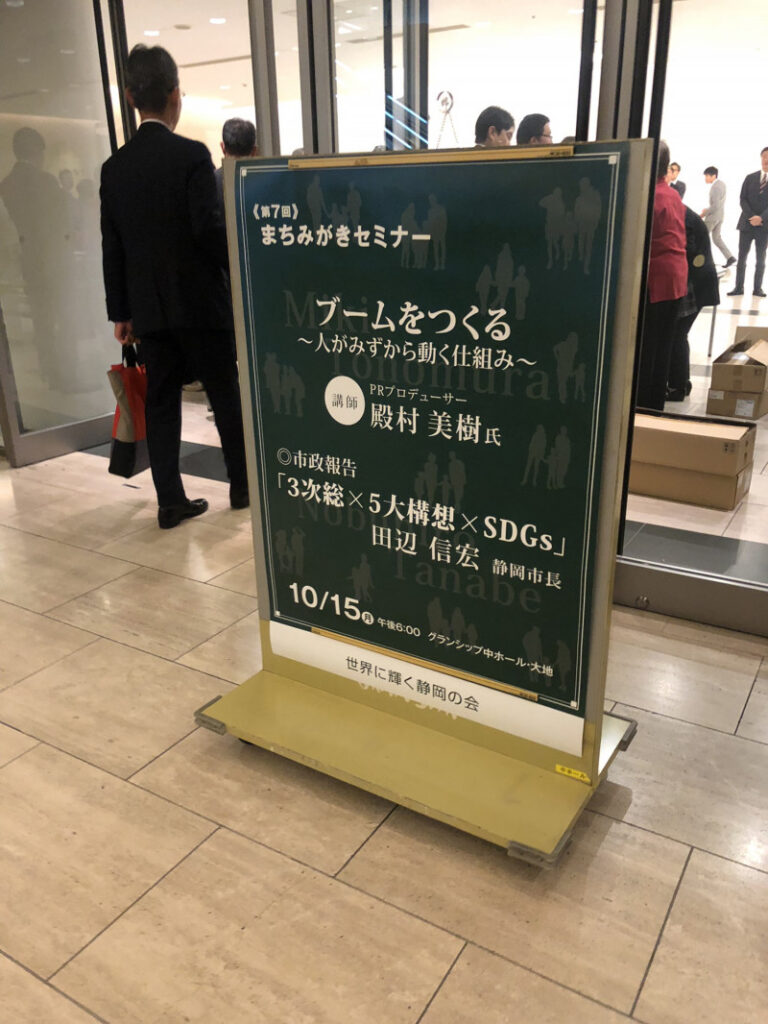 《第7回》
まちみがきセミナー
ブームをつくる
〜人がみずから動く仕組み〜
講師
PRプロデューサー
殿村 美樹氏
◎市政報告
「3次総×5大構想×SDGs」
田辺 信宏 静岡市長
10/15㊊ 午後6:00 グランシップ中ホール・大地
世界に輝く静岡の会
Tonomura
Tanabe